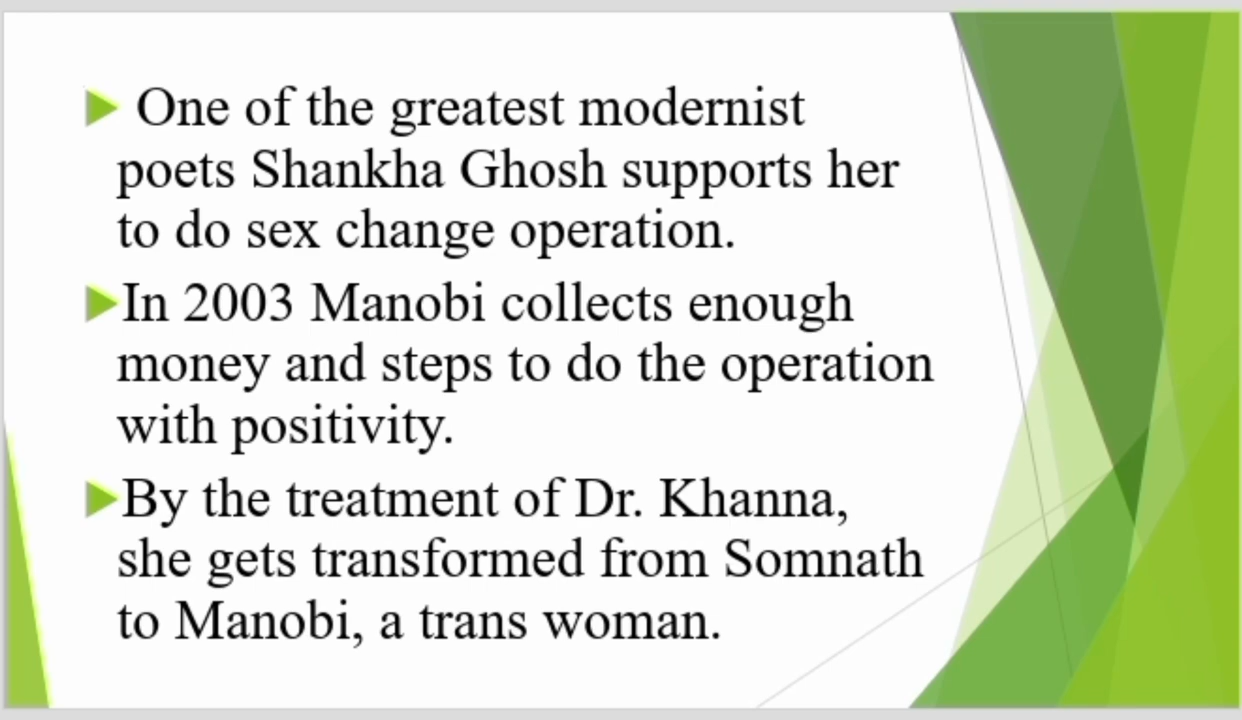 One of the greatest modernist
poets Shankha Ghosh supports her
to do sex change operation.
In 2003 Manobi collects enough
money and steps to do the operation
with positivity.
By the treatment of Dr. Khanna,
she gets transformed from Somnath
to Manobi, a trans woman.